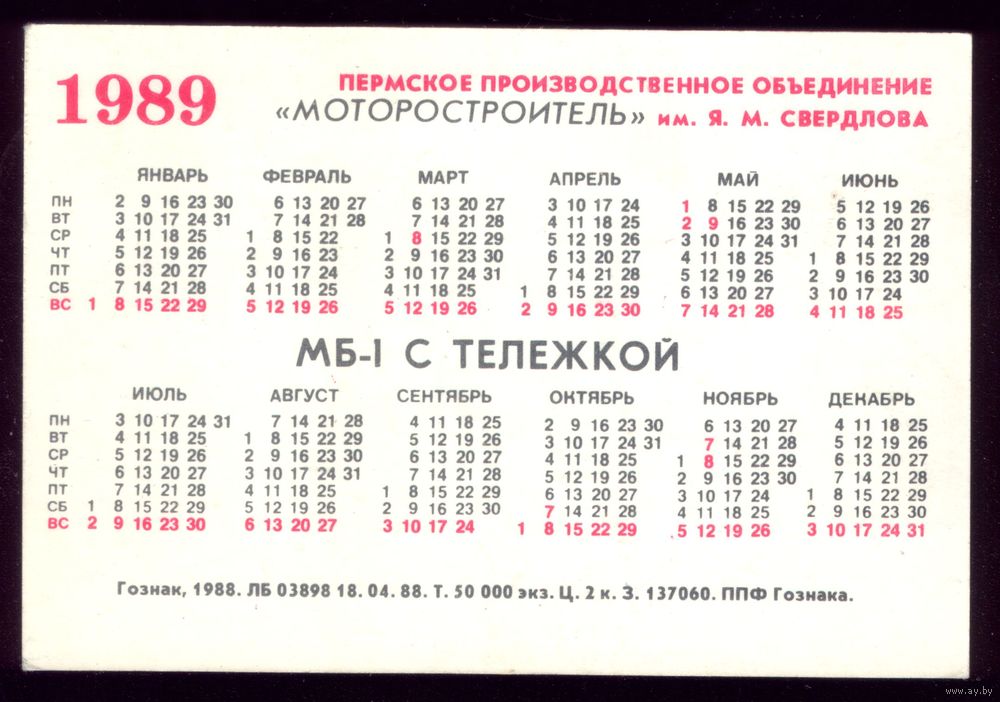 1989
ПЕРМСКОЕ ПРОИЗВОДСТВЕННОЕ ОБЪЕДИНЕНИЕ
«МОТОРОСТРОИТЕЛЬ» им. Я. М. СВЕРДЛОВА
ЯНВАРЬ ФЕВРАЛЬ МАРТ АПРЕЛЬ МАЙ ИЮНЬ
ПН 2 9 16 23 30 6 13 20 27 6 13 20 27 3 10 17 24 1 8 15 22 29 5 12 19 26
ВТ 3 10 17 24 31 7 14 21 28 7 14 21 28 4 11 18 25 2 9 16 23 30 6 13 20 27
СР 4 11 18 25 1 8 15 22 1 8 15 22 29 5 12 19 26 3 10 17 24 31 7 14 21 28
ЧТ 5 12 19 26 2 9 16 23 2 9 16 23 30 6 13 20 27 4 11 18 25 1 8 15 22 29
ПТ 6 13 20 27 3 10 17 24 3 10 17 24 31 7 14 21 28 5 12 19 26 2 9 16 23 30
СБ 7 14 21 28 4 11 18 25 4 11 18 25 1 8 15 22 29 6 13 20 27 3 10 17 24
ВС 1 8 15 22 29 5 12 19 26 5 12 19 26 2 9 16 23 30 7 14 21 28 4 11 18 25
МБ-1 С ТЕЛЕЖКОЙ
ИЮЛЬ АВГУСТ СЕНТЯБРЬ ОКТЯБРЬ НОЯБРЬ ДЕКАБРЬ
ПН 3 10 17 24 31 7 14 21 28 4 11 18 25 2 9 16 23 30 6 13 20 27 4 11 18 25
ВТ 4 11 18 25 1 8 15 22 29 5 12 19 26 3 10 17 24 31 7 14 21 28 5 12 19 26
СР 5 12 19 26 2 9 16 23 30 6 13 20 27 4 11 18 25 1 8 15 22 29 6 13 20 27
ЧТ 6 13 20 27 3 10 17 24 31 7 14 21 28 5 12 19 26 2 9 16 23 30 7 14 21 28
ПТ 7 14 21 28 4 11 18 25 1 8 15 22 29 6 13 20 27 3 10 17 24 1 8 15 22 29
СБ 1 8 15 22 29 5 12 19 26 2 9 16 23 30 7 14 21 28 4 11 18 25 2 9 16 23 30
ВС 2 9 16 23 30 6 13 20 27 3 10 17 24 1 8 15 22 29 5 12 19 26 3 10 17 24 31
Гознак, 1988. ЛБ 03898 18. 04. 88. Т. 50 000 экз. Ц. 2 к. З. 137060. ППФ Гознака.
www.ay.by